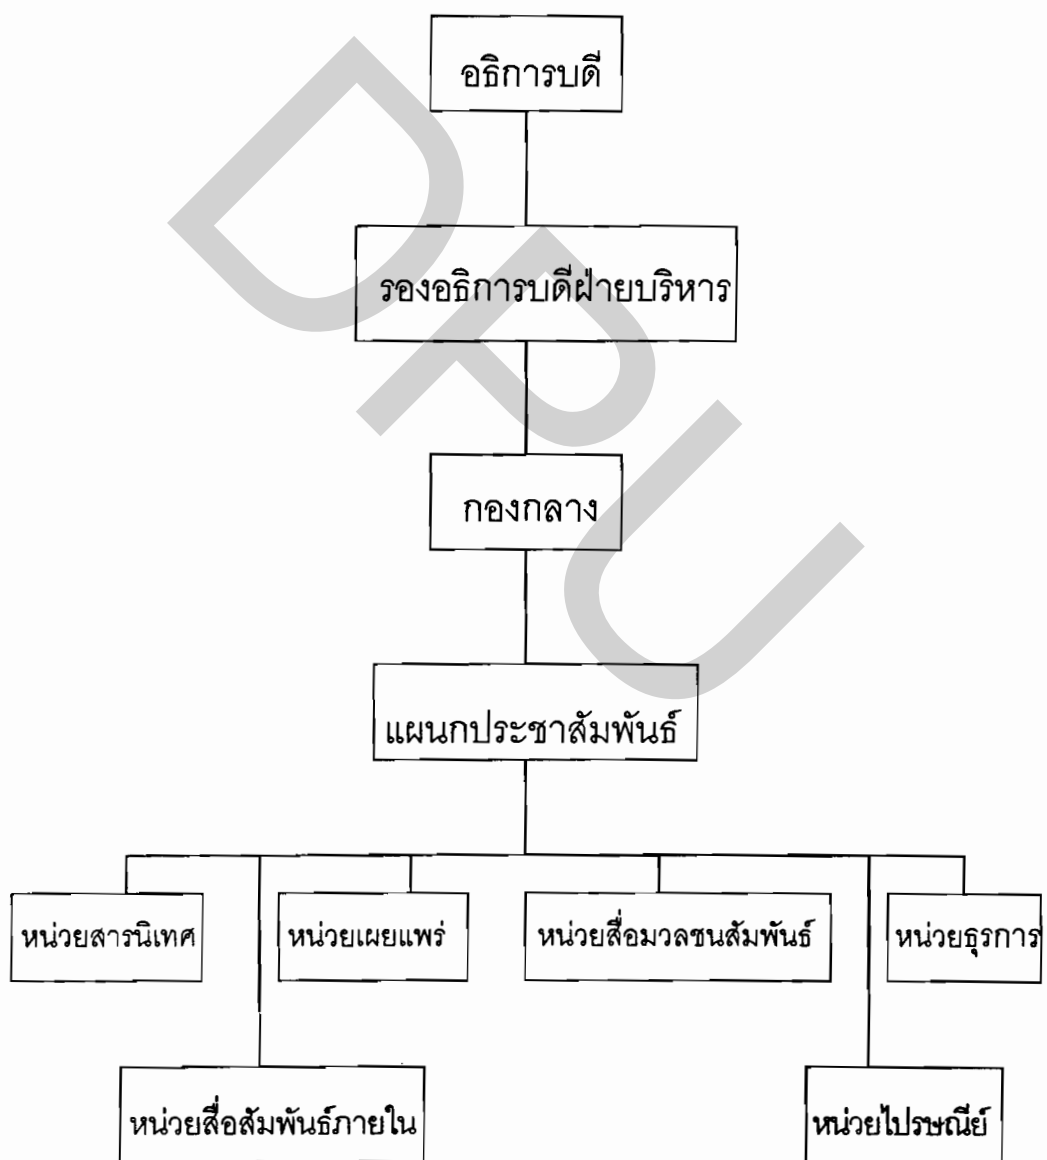 อธิการบดี
รองอธิการบดีฝ่ายบริหาร
กองกลาง
แผนกประชาสัมพันธ์
หน่วยสารนิเทศ
หน่วยเผยแพร่
หน่วยสื่อมวลชนสัมพันธ์
หน่วยธุรการ
หน่วยสื่อสัมพันธ์ภายใน
หน่วยไปรษณีย์
DPU